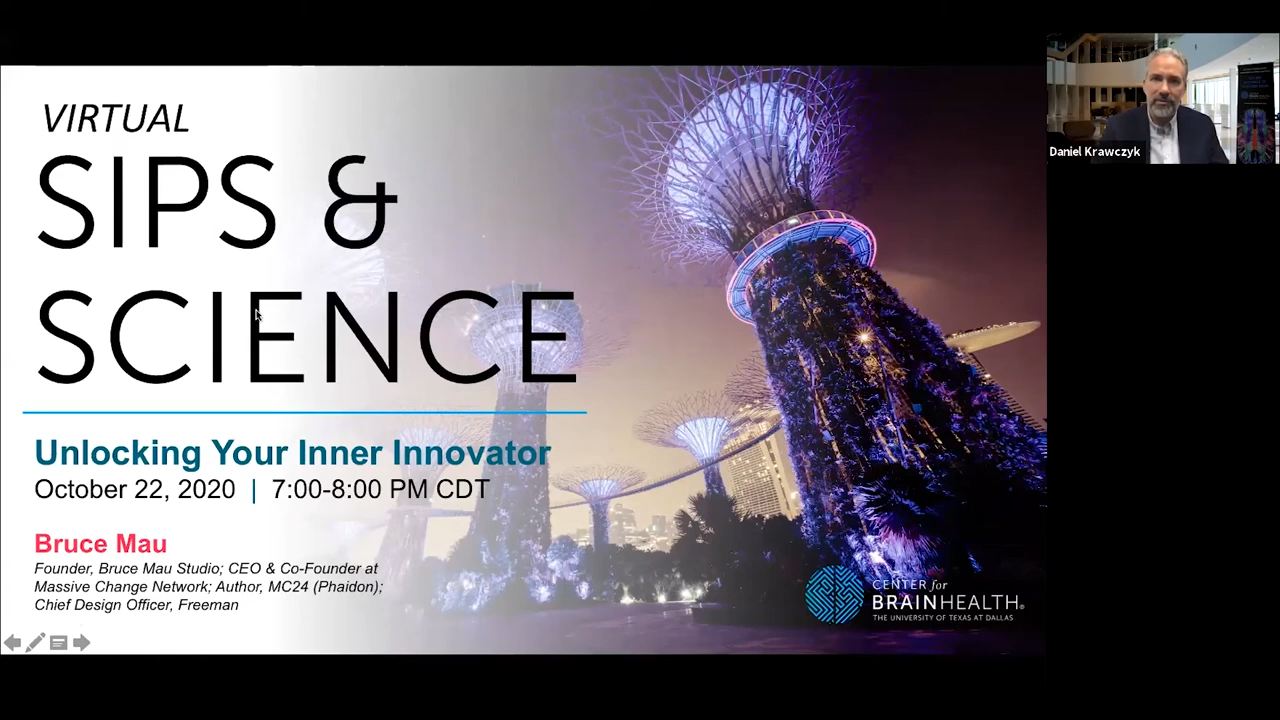 VIRTUAL
SIPS &
SCIENCE
Unlocking Your Inner Innovator
October 22, 2020 | 7:00-8:00 PM CDT
Bruce Mau
Founder, Bruce Mau Studio; CEO & Co-Founder at
Massive Change Network; Author, MC24 (Phaidon);
Chief Design Officer, Freeman
CENTER for
BRAINHEALTH®
THE UNIVERSITY OF TEXAS AT DALLAS
Daniel Krawczyk